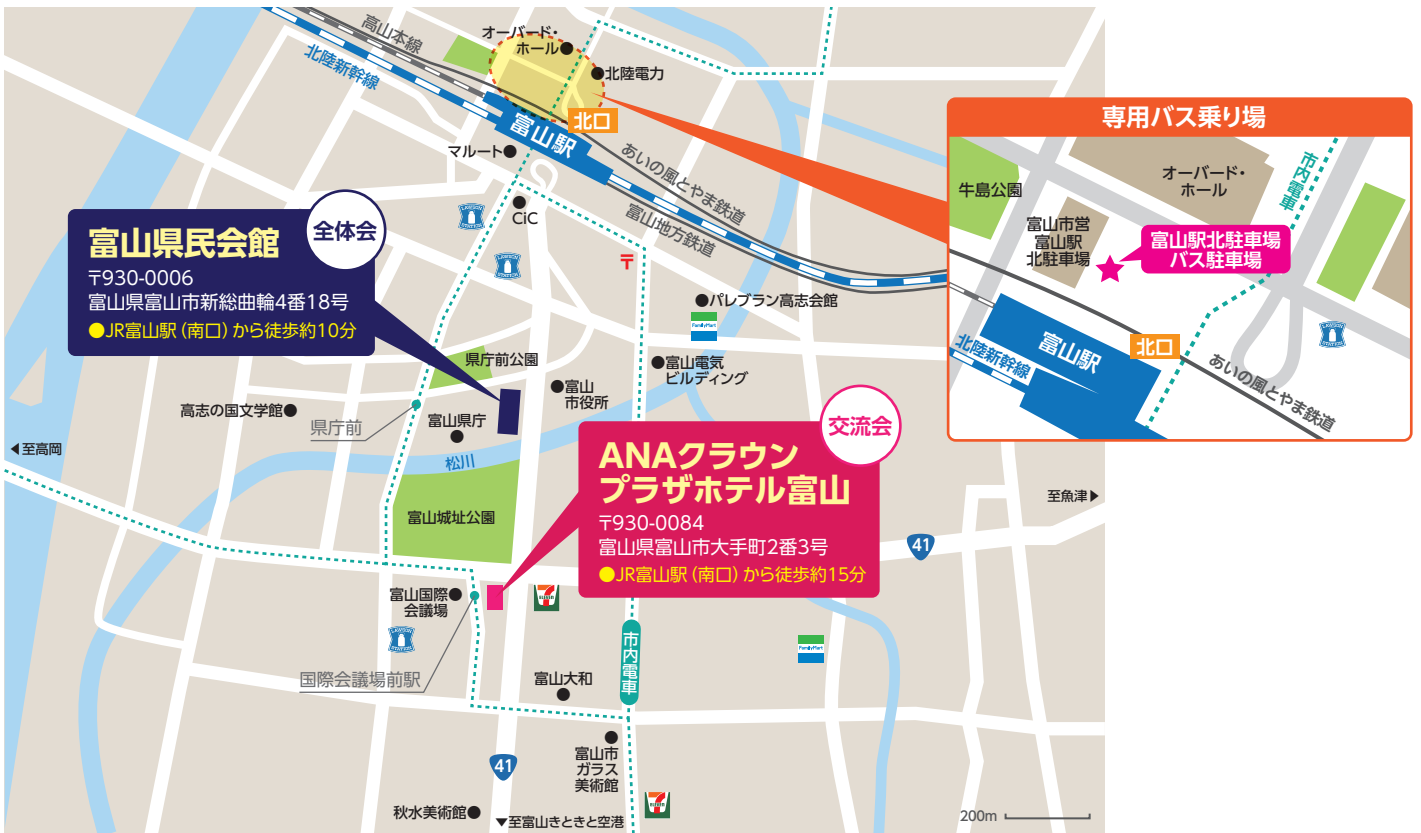 高山本線
北陸新幹線
オーバード・
ホール
北陸電力
富山駅
北口
マルート
CiC
LAWSON
STATION
LAWSON
STATION
あいの風とやま鉄道
富山地方鉄道
〒
富山県民会館
全体会
〒930-0006
富山県富山市新総曲輪4番18号
●JR富山駅（南口）から徒歩約10分
パレブラン高志会館
FamilyMart
県庁前公園
富山
市役所
富山電気
ビルディング
高志の国文学館
県庁前
富山県庁
◀至高岡
松川
富山城址公園
ANAクラウン
プラザホテル富山
交流会
〒930-0084
富山県富山市大手町2番3号
●JR富山駅（南口）から徒歩約15分
至魚津▶
41
富山国際
会議場
7
ELEVEN
LAWSON
STATION
国際会議場前駅
市内電車
FamilyMart
富山大和
富山市
ガラス
美術館
41
7
ELEVEN
秋水美術館
▼至富山きときと空港
200m
専用バス乗り場
牛島公園
オーバード・
ホール
市内電車
富山市営
富山駅
北駐車場
富山駅北駐車場
バス駐車場
LAWSON
STATION
北陸新幹線
富山駅
北口
あいの風とやま鉄道